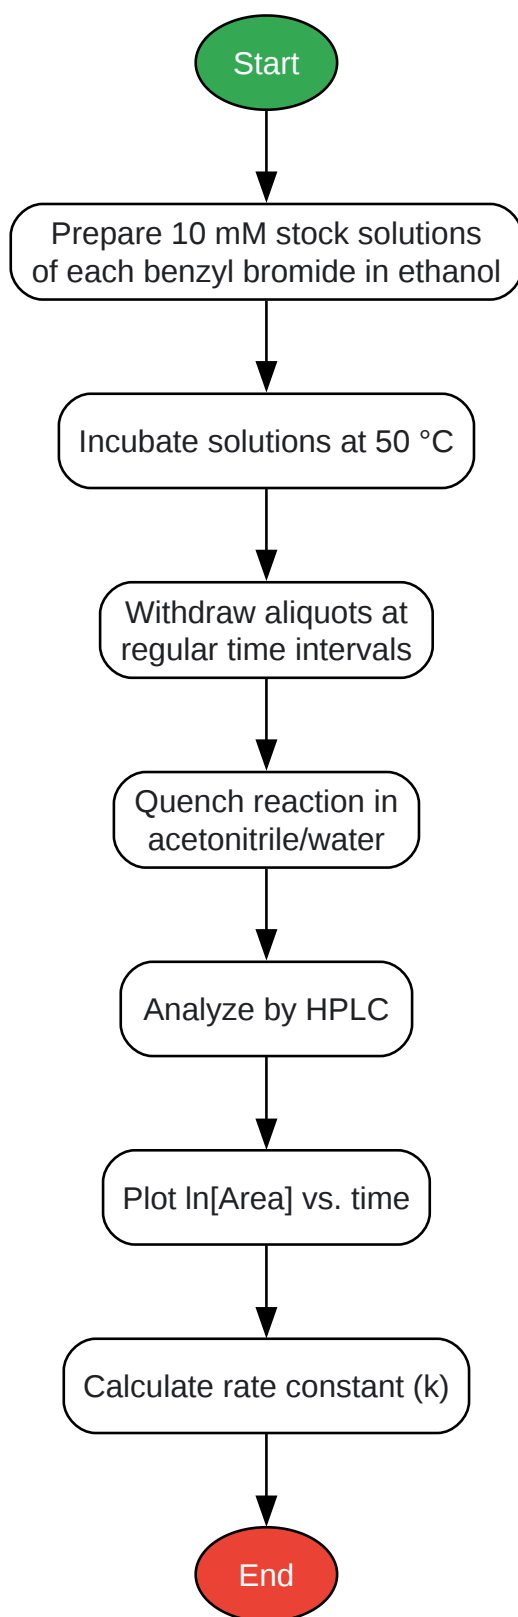 Start
Prepare 10 mM stock solutions
of each benzyl bromide in ethanol
Incubate solutions at 50 °C
Withdraw aliquots at
regular time intervals
Quench reaction in
acetonitrile/water
Analyze by HPLC
Plot ln[Area] vs. time
Calculate rate constant (k)
End